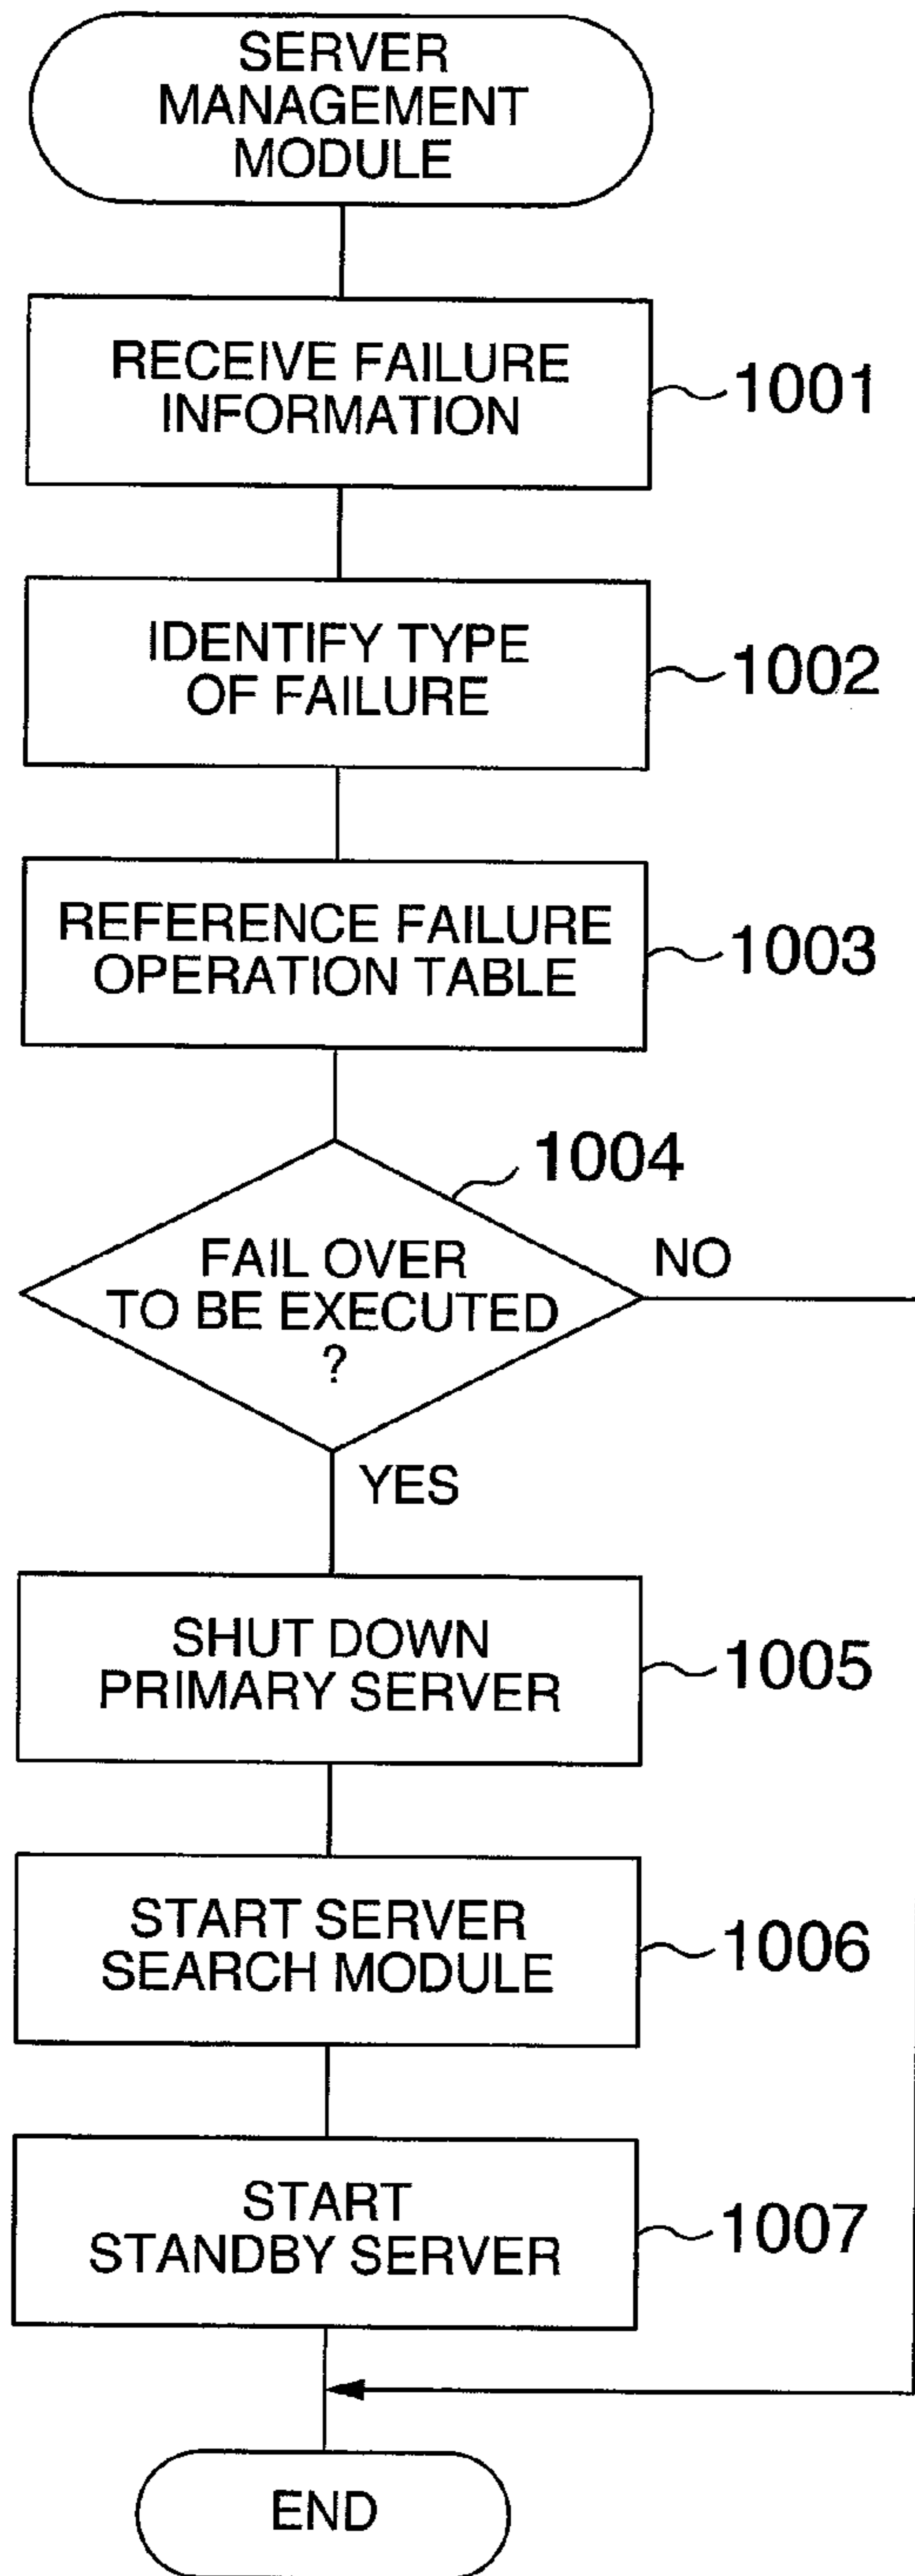 SERVER
MANAGEMENT
MODULE
RECEIVE FAILURE
INFORMATION
1001
IDENTIFY TYPE
OF FAILURE
1002
REFERENCE FAILURE
OPERATION TABLE
1003
1004
FAIL OVER
TO BE EXECUTED
?
NO
YES
SHUT DOWN
PRIMARY SERVER
1005
START SERVER
SEARCH MODULE
1006
START
STANDBY SERVER
1007
END